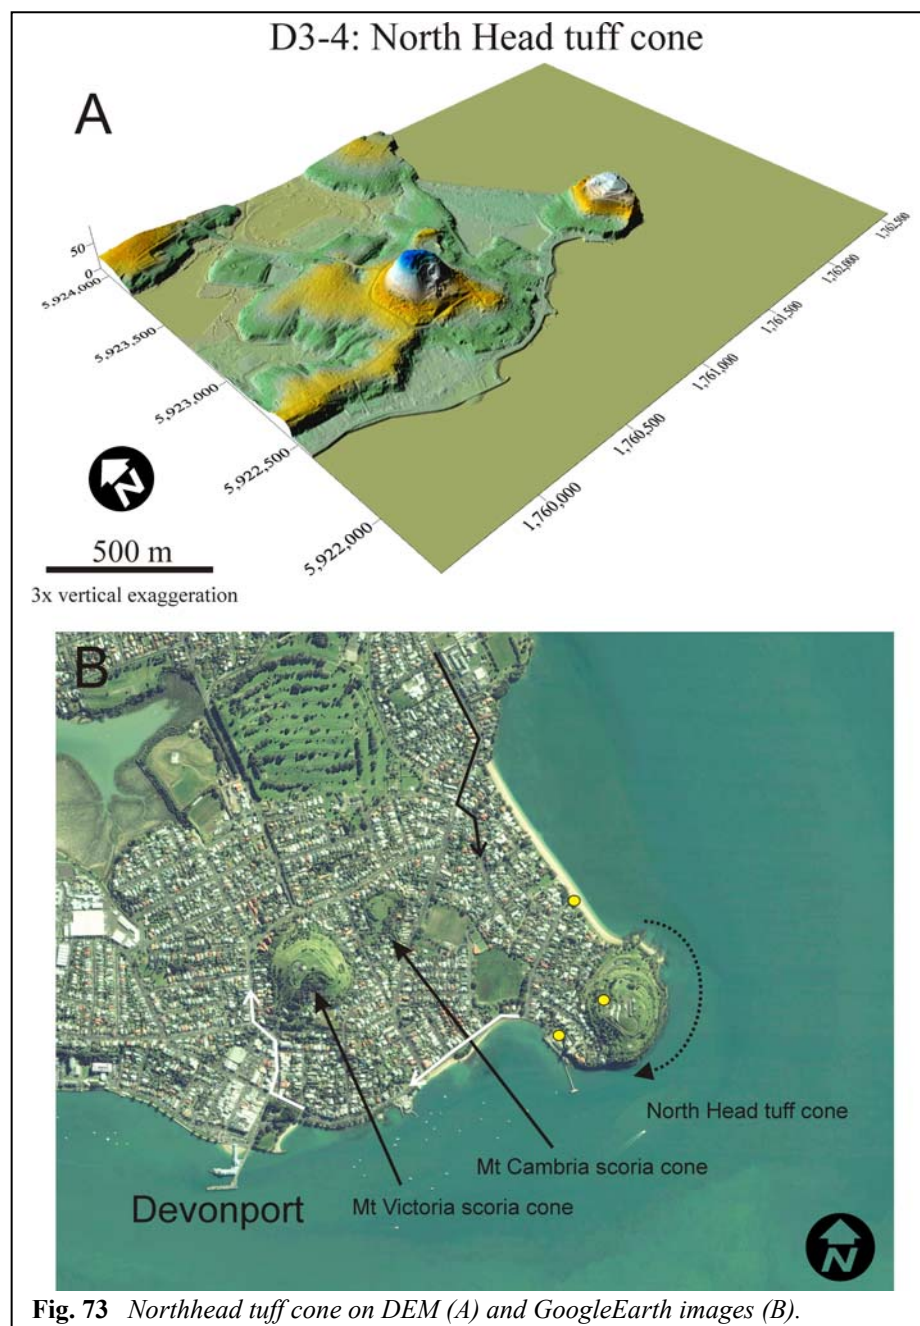 D3-4: North Head tuff cone
A
50
0
5,924,000
5,923,500
5,923,000
5,922,500
5,922,000
1,762,500
1,762,000
1,761,500
1,761,000
1,760,500
1,760,000
N
500 m
3x vertical exaggeration
B
North Head tuff cone
Mt Cambria scoria cone
Mt Victoria scoria cone
Devonport
N
Fig. 73 Northhead tuff cone on DEM (A) and GoogleEarth images (B).